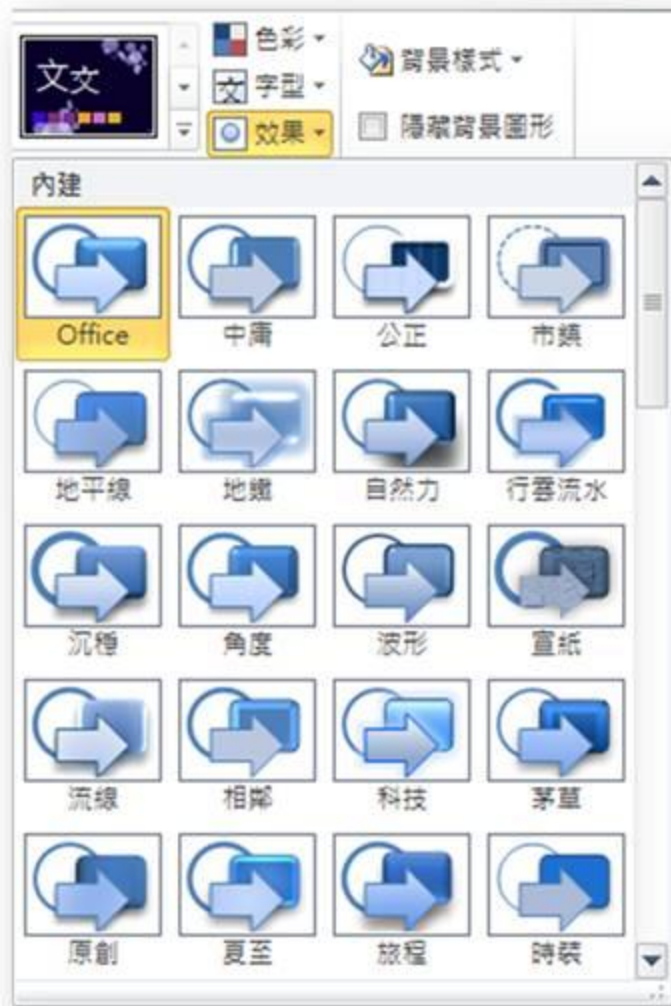 文文
色彩
字型
效果
背景樣式
隱藏背景圖形
內建
Office 中庸 公正 市鎮
地平線 地鐵 自然力 行雲流水
沉穩 角度 波形 宣紙
流線 相鄰 科技 茅草
原創 夏至 旅程 時裝